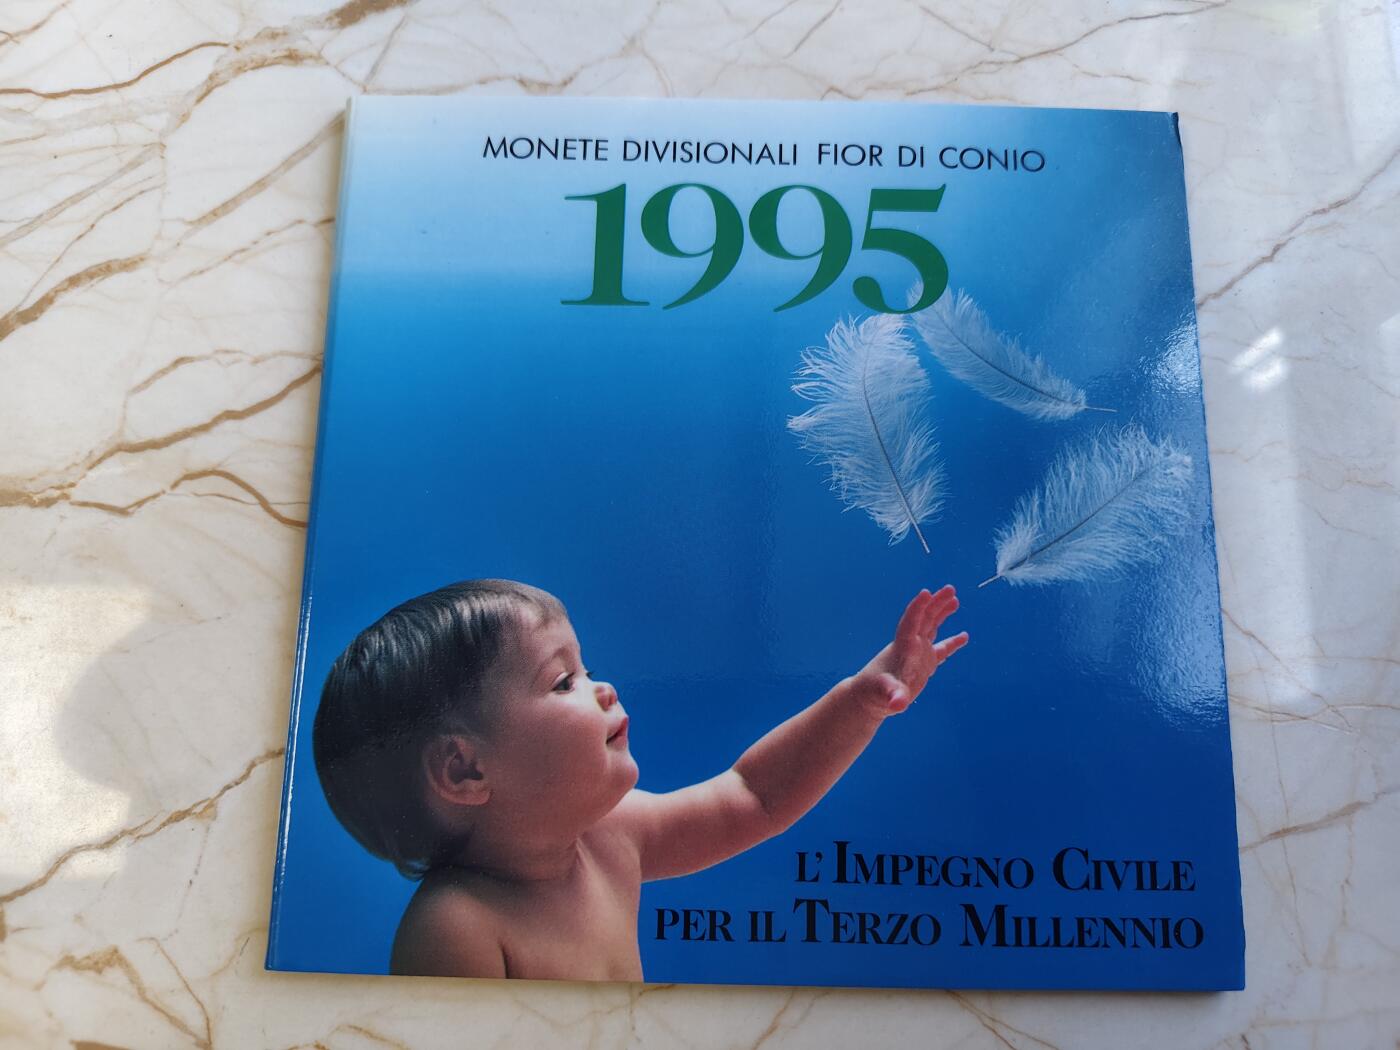 MONETE DIVISIONALI FIOR DI CONIO
1995
L'IMPEGNO CIVILE
PER IL TERZO MILLENNIO